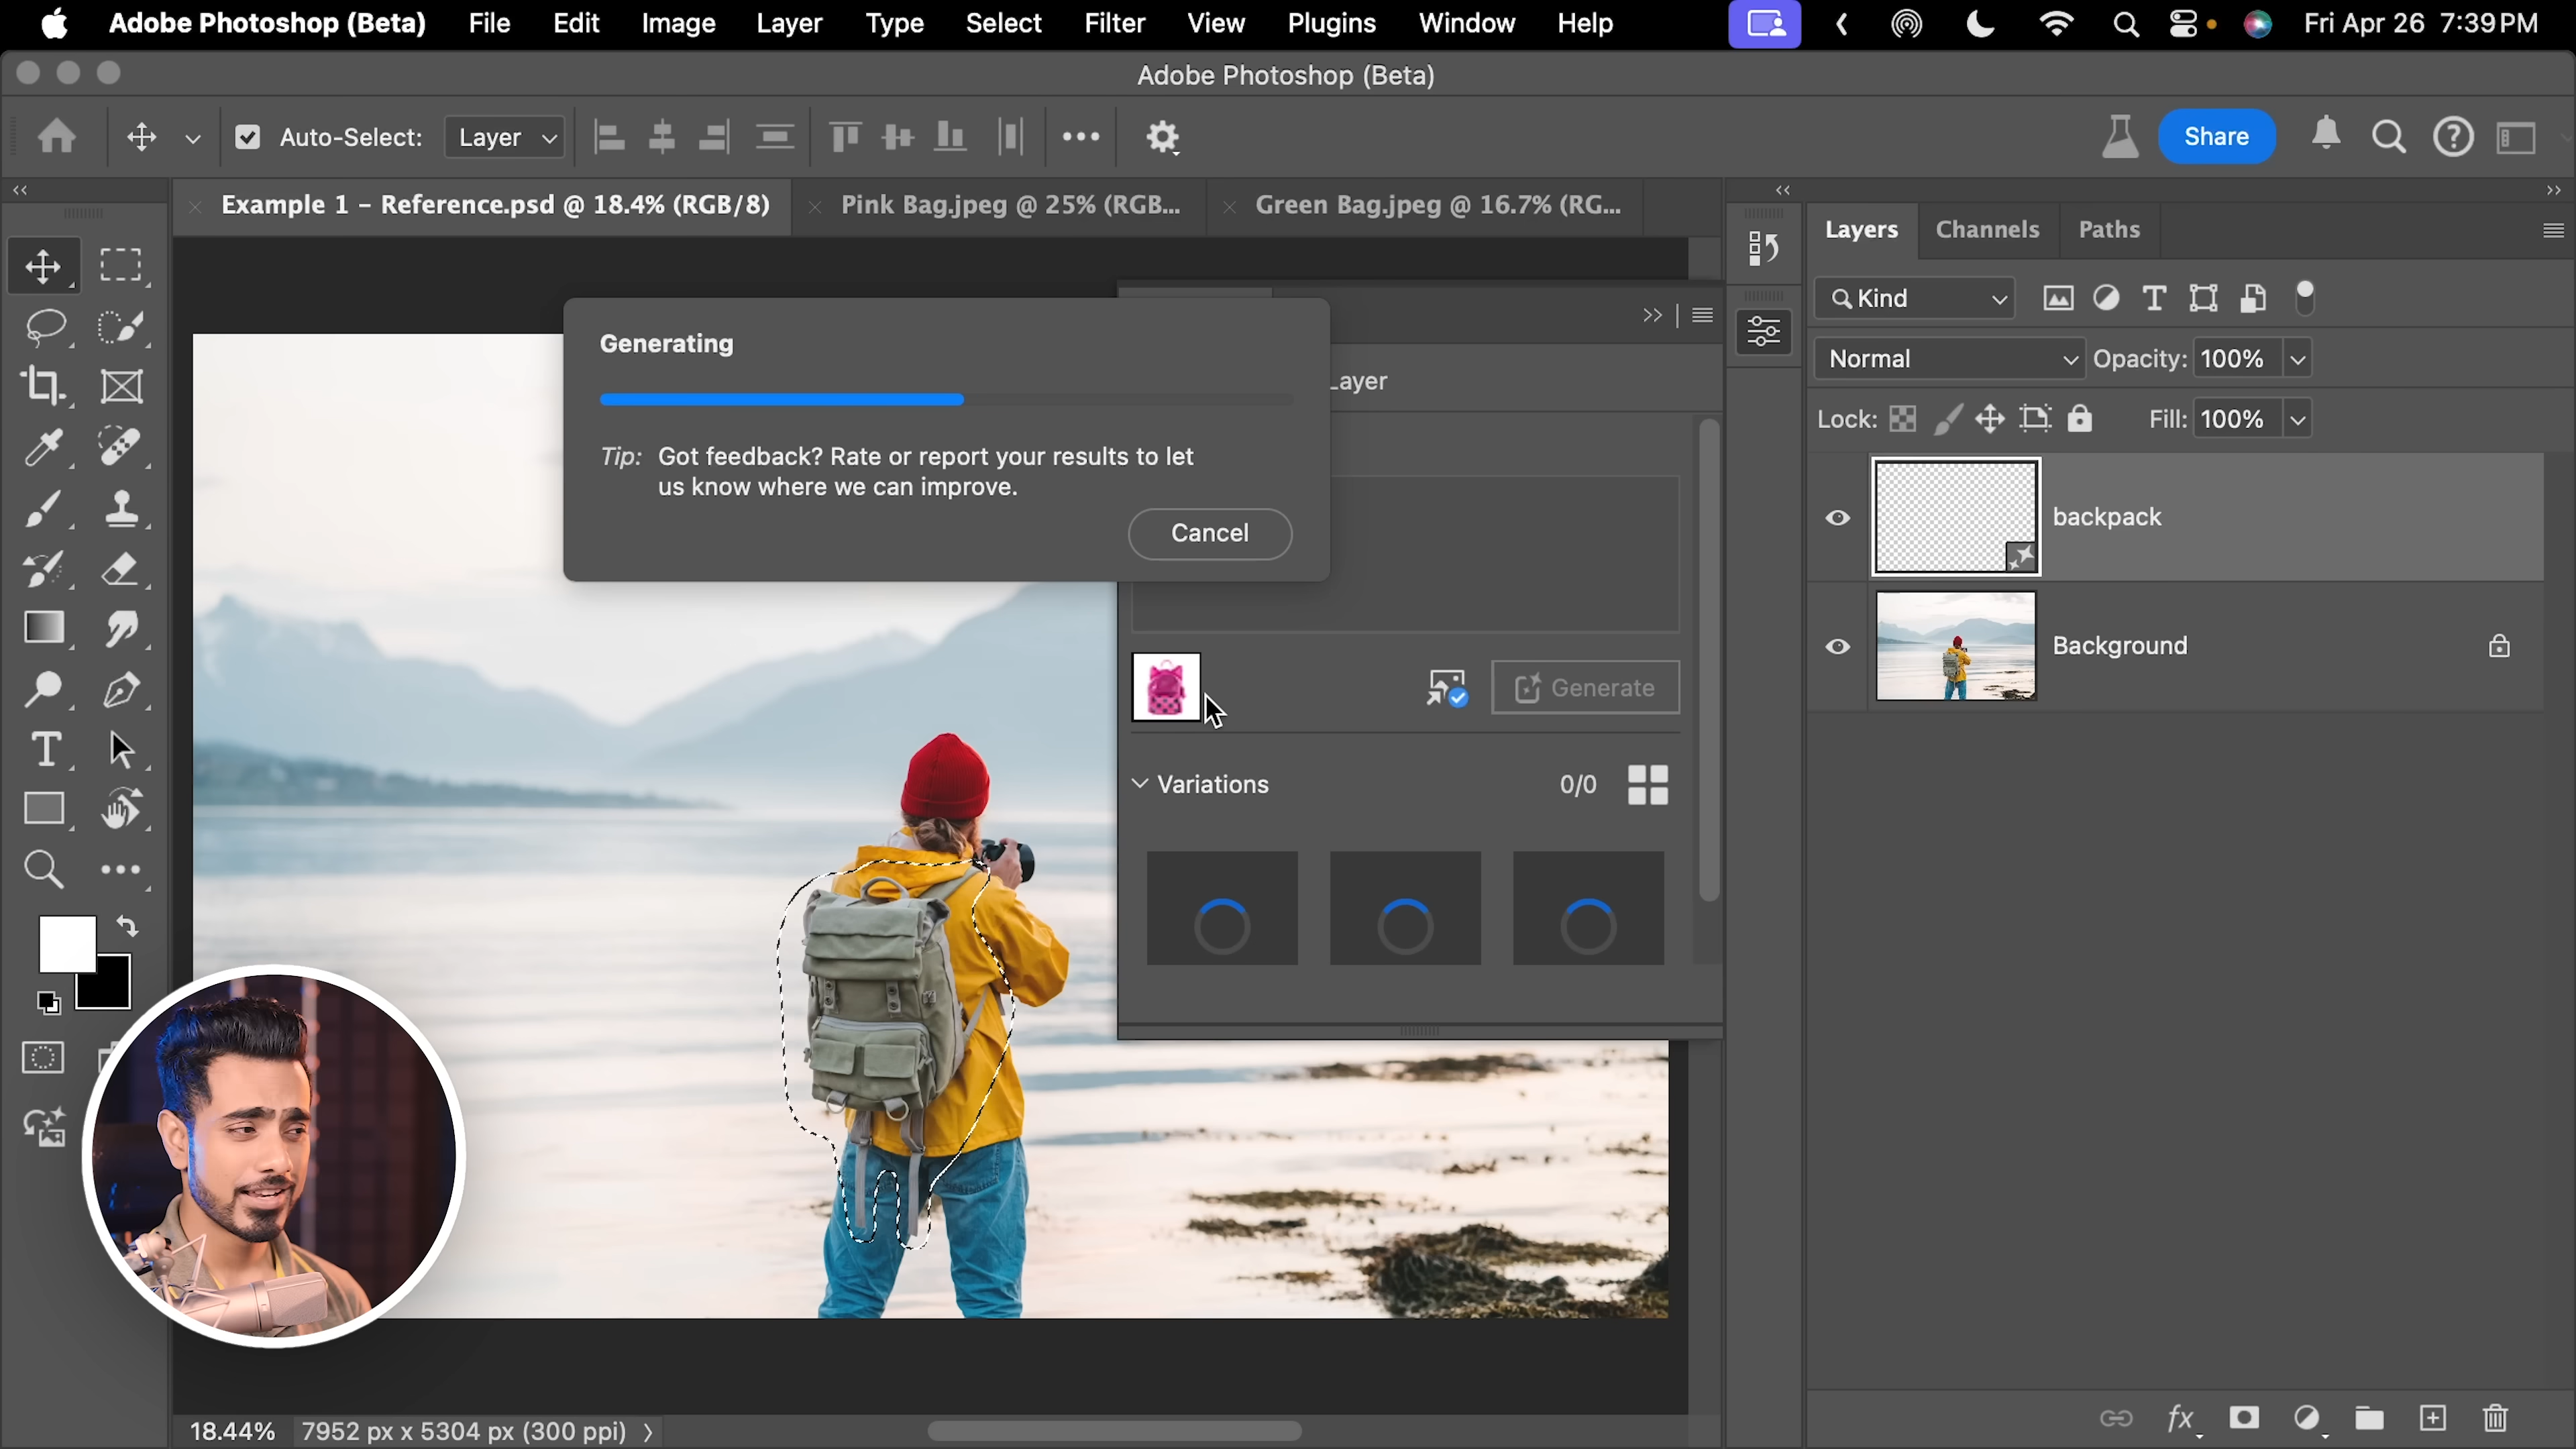 Adobe Photoshop (Beta) File Edit Image Layer Type Select Filter View Plugins Window Help Fri Apr 26 7:39 PM
Adobe Photoshop (Beta)
Auto-Select: Layer Share
Example 1 – Reference.psd @ 18.4% (RGB/8) Pink Bag.jpeg @ 25% (RGB... Green Bag.jpeg @ 16.7% (RG...
Layers Channels Paths
Kind
Normal Opacity: 100%
Lock: Fill: 100%
backpack
Background
Generating
Tip: Got feedback? Rate or report your results to let
us know where we can improve.
Cancel
Layer
Generate
Variations 0/0
18.44% 7952 px x 5304 px (300 ppi)